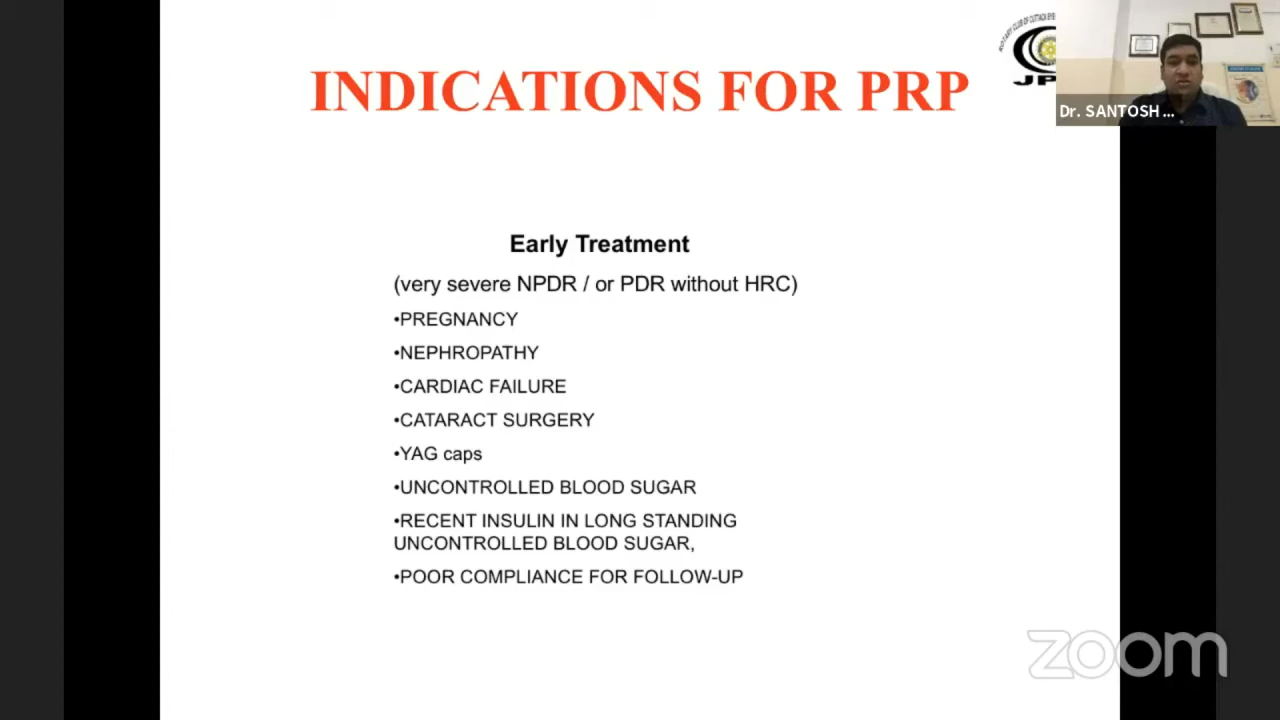 INDICATIONS FOR PRP
JP
Dr. SANTOSH ...
Early Treatment
(very severe NPDR / or PDR without HRC)
•PREGNANCY
•NEPHROPATHY
•CARDIAC FAILURE
•CATARACT SURGERY
•YAG caps
•UNCONTROLLED BLOOD SUGAR
•RECENT INSULIN IN LONG STANDING
UNCONTROLLED BLOOD SUGAR,
•POOR COMPLIANCE FOR FOLLOW-UP
zoom